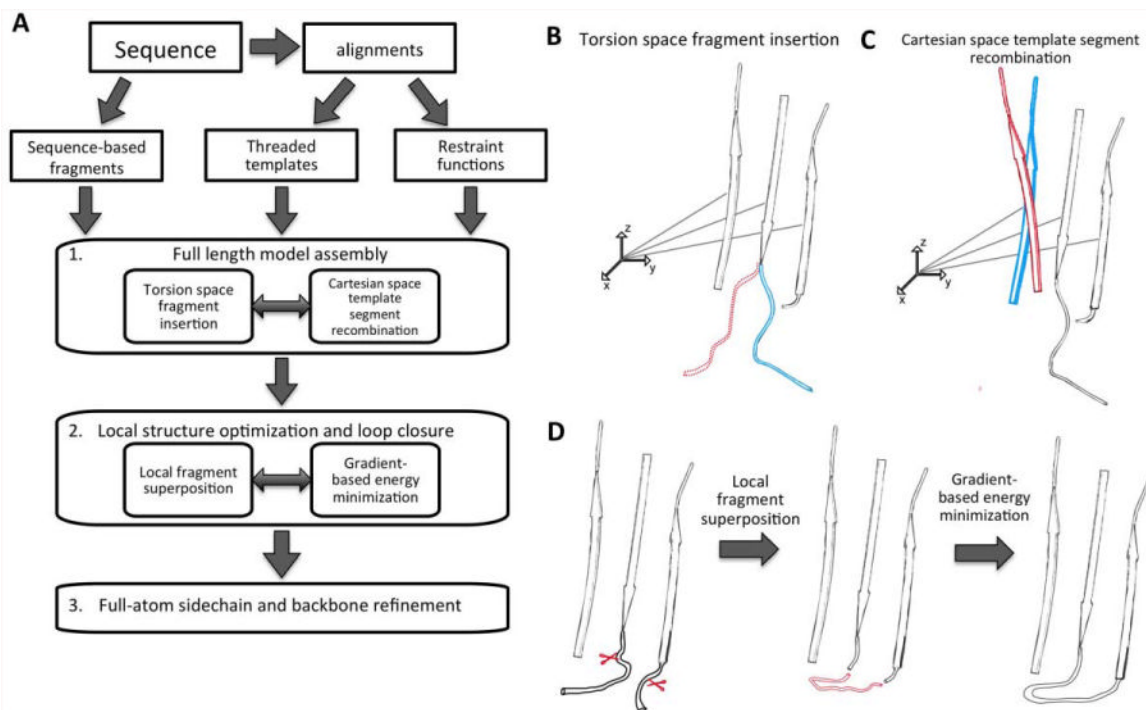 A
Sequence
alignments
Sequence-based
fragments
Threaded
templates
Restraint
functions
1.
Full length model assembly
Torsion space
fragment
insertion
Cartesian space
template
segment
recombination
2. Local structure optimization and loop closure
Local fragment
superposition
Gradient-
based energy
minimization
3. Full-atom sidechain and backbone refinement
B
Torsion space fragment insertion
z
y
x
C
Cartesian space template segment
recombination
z
y
x
D
Local
fragment
superposition
Gradient-
based energy
minimization